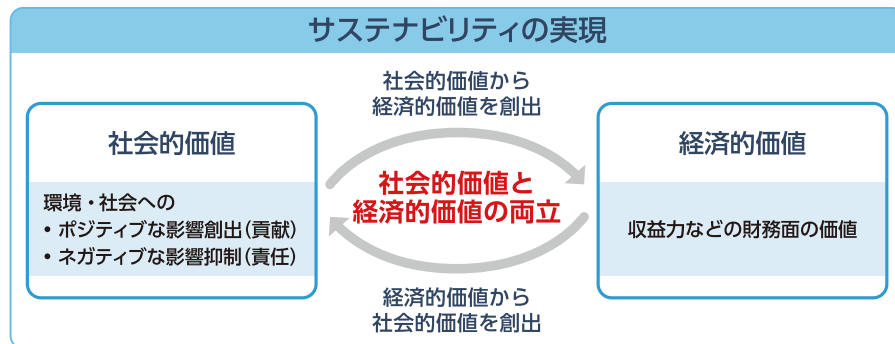 サステナビリティの実現
社会的価値から
経済的価値を創出
社会的価値
環境・社会への
• ポジティブな影響創出(貢献)
• ネガティブな影響抑制(責任)
社会的価値と
経済的価値の両立
経済的価値
収益力などの財務面の価値
経済的価値から
社会的価値を創出